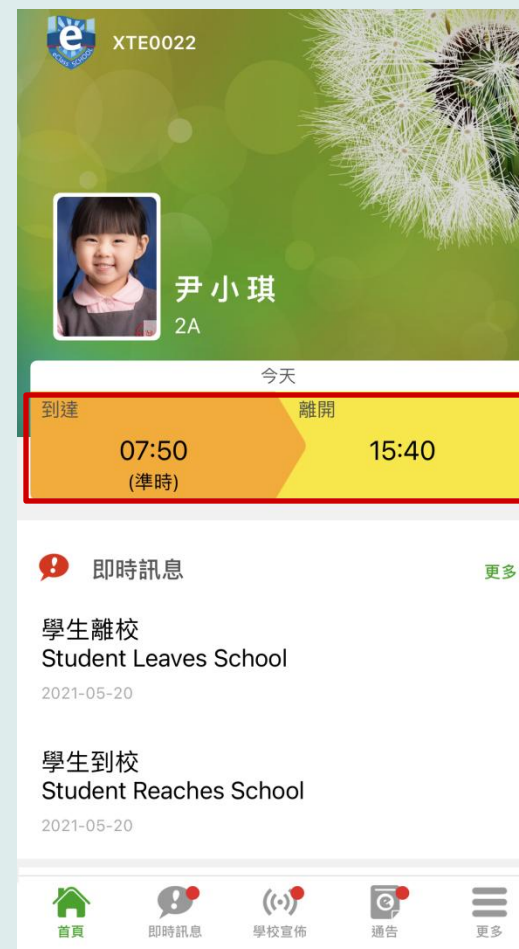 XTE0022
尹小琪
2A
今天
到達
離開
07:50
15:40
(準時)
即時訊息
更多
學生離校
Student Leaves School
2021-05-20
學生到校
Student Reaches School
2021-05-20
首頁
即時訊息
學校宣佈
通告
更多